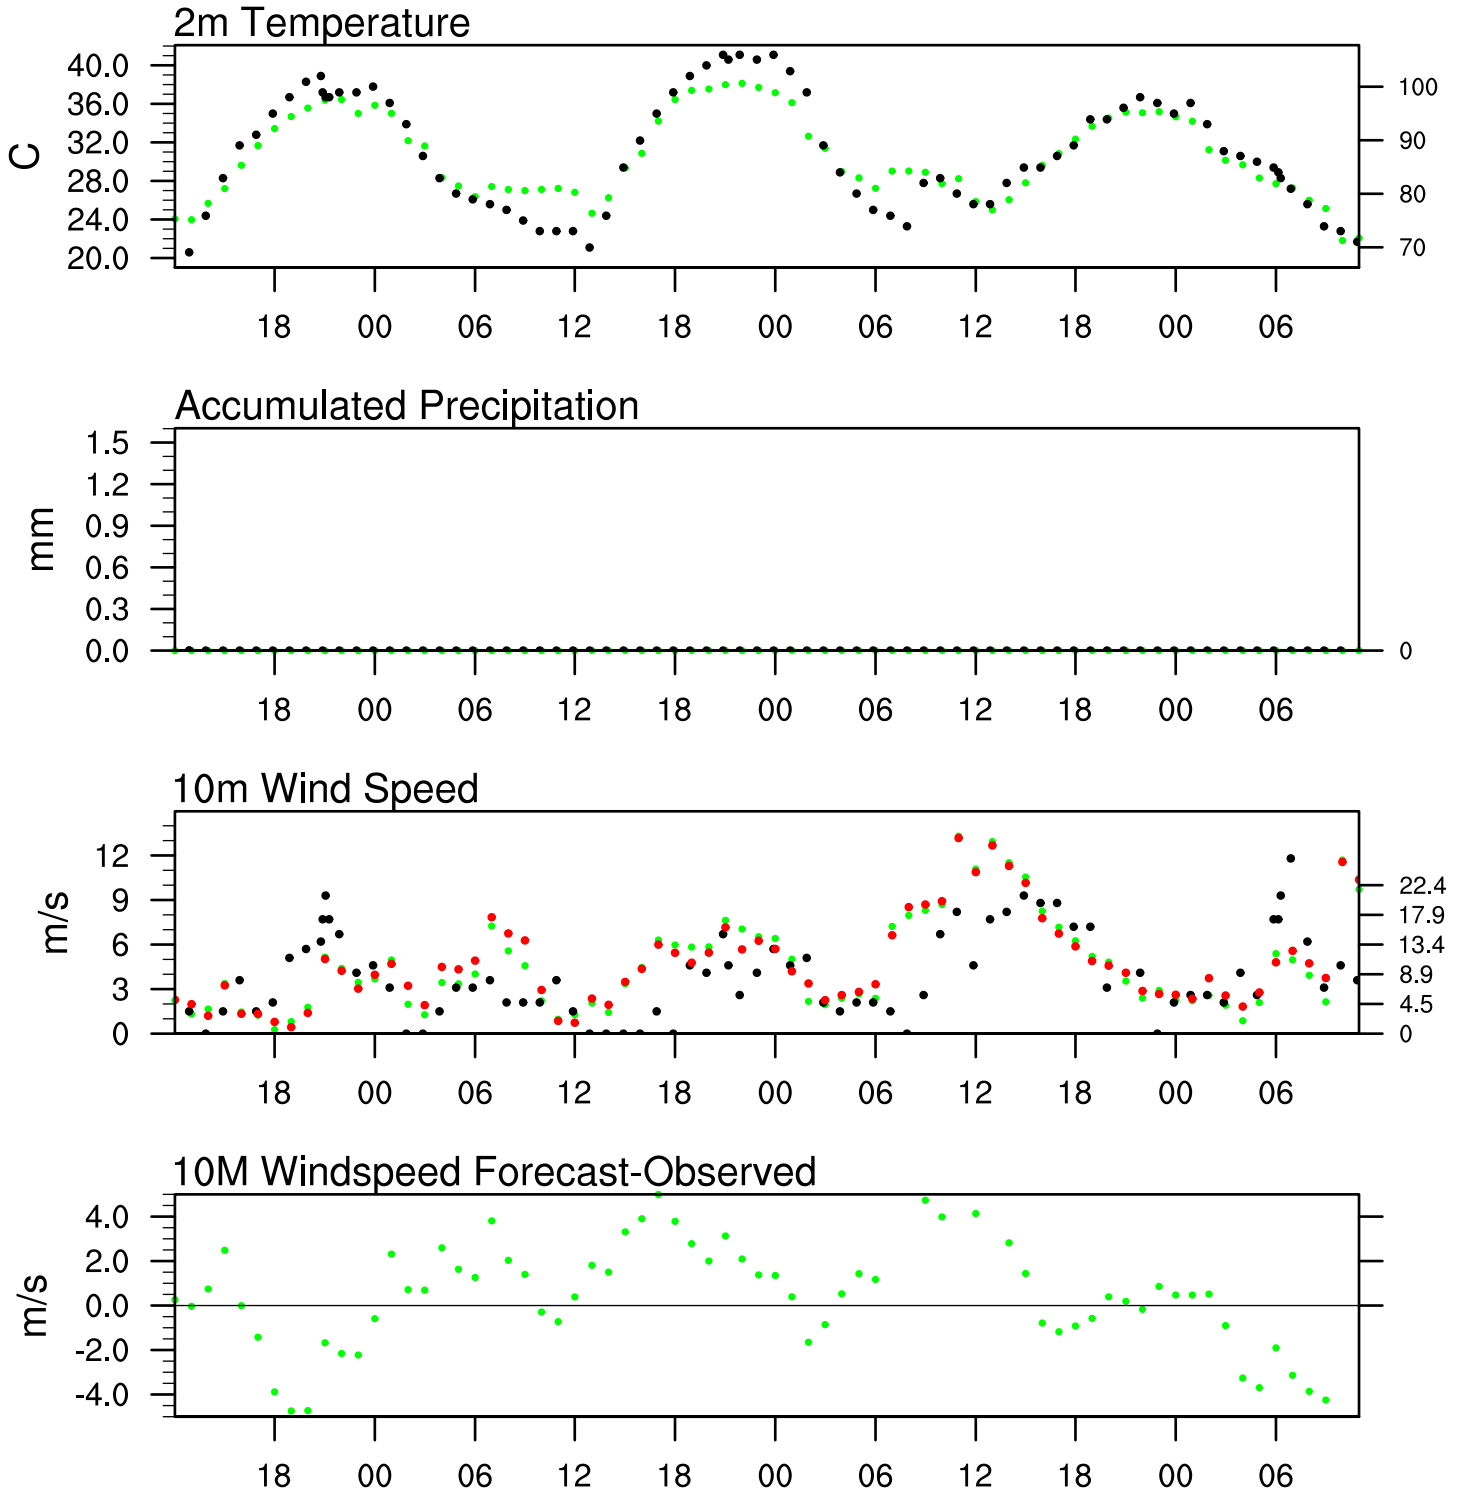 2m Temperature
40.0
36.0
32.0
28.0
24.0
20.0
C
100
90
80
70
18 00 06 12 18 00 06 12 18 00 06
Accumulated Precipitation
1.5
1.2
0.9
0.6
0.3
0.0
mm
0
18 00 06 12 18 00 06 12 18 00 06
10m Wind Speed
12
9
6
3
0
m/s
22.4
17.9
13.4
8.9
4.5
0
18 00 06 12 18 00 06 12 18 00 06
10M Windspeed Forecast-Observed
4.0
2.0
0.0
-2.0
-4.0
m/s
18 00 06 12 18 00 06 12 18 00 06